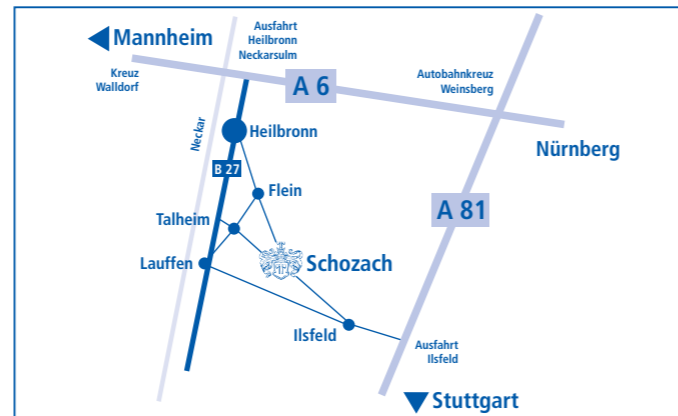 Mannheim
Ausfahrt
Heilbronn
Neckarsulm
Kreuz
Walldorf
A 6
Autobahnkreuz
Weinsberg
Nürnberg
Neckar
Heilbronn
B 27
Flein
A 81
Talheim
Schozach
Lauffen
Ilsfeld
Ausfahrt
Ilsfeld
Stuttgart